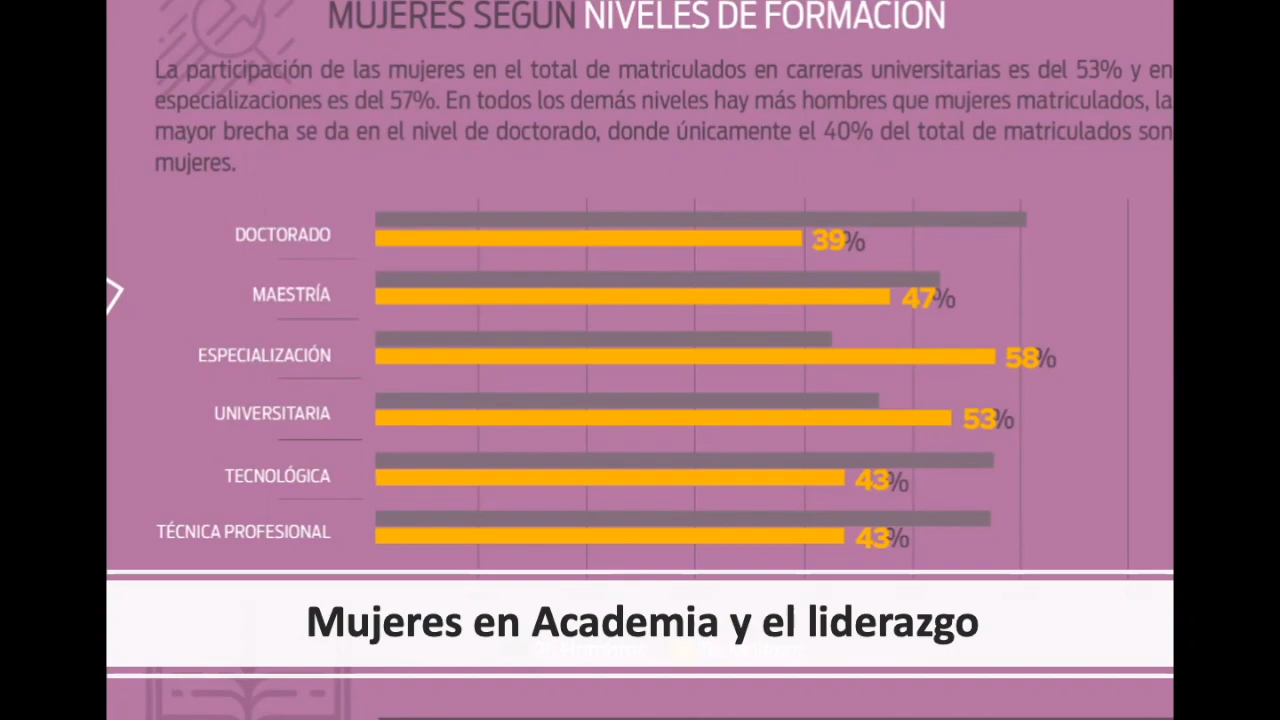 MUJERES SEGÚN NIVELES DE FORMACIÓN
La participación de las mujeres en el total de matriculados en carreras universitarias es del 53% y en
especializaciones es del 57%. En todos los demás niveles hay más hombres que mujeres matriculados, la
mayor brecha se da en el nivel de doctorado, donde únicamente el 40% del total de matriculados son
mujeres.
DOCTORADO
39%
MAESTRÍA
47%
ESPECIALIZACIÓN
58%
UNIVERSITARIA
53%
TECNOLÓGICA
43%
TÉCNICA PROFESIONAL
43%
Mujeres en Academia y el liderazgo